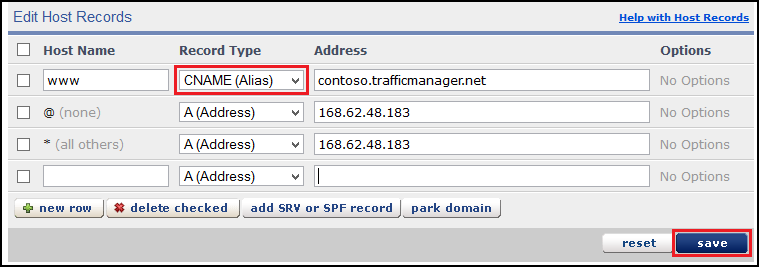 Edit Host Records Help with Host Records
Host Name Record Type Address Options
www CNAME (Alias) contoso.trafficmanager.net No Options
@ (none) A (Address) 168.62.48.183 No Options
* (all others) A (Address) 168.62.48.183 No Options
A (Address) No Options
new row delete checked add SRV or SPF record park domain
reset save